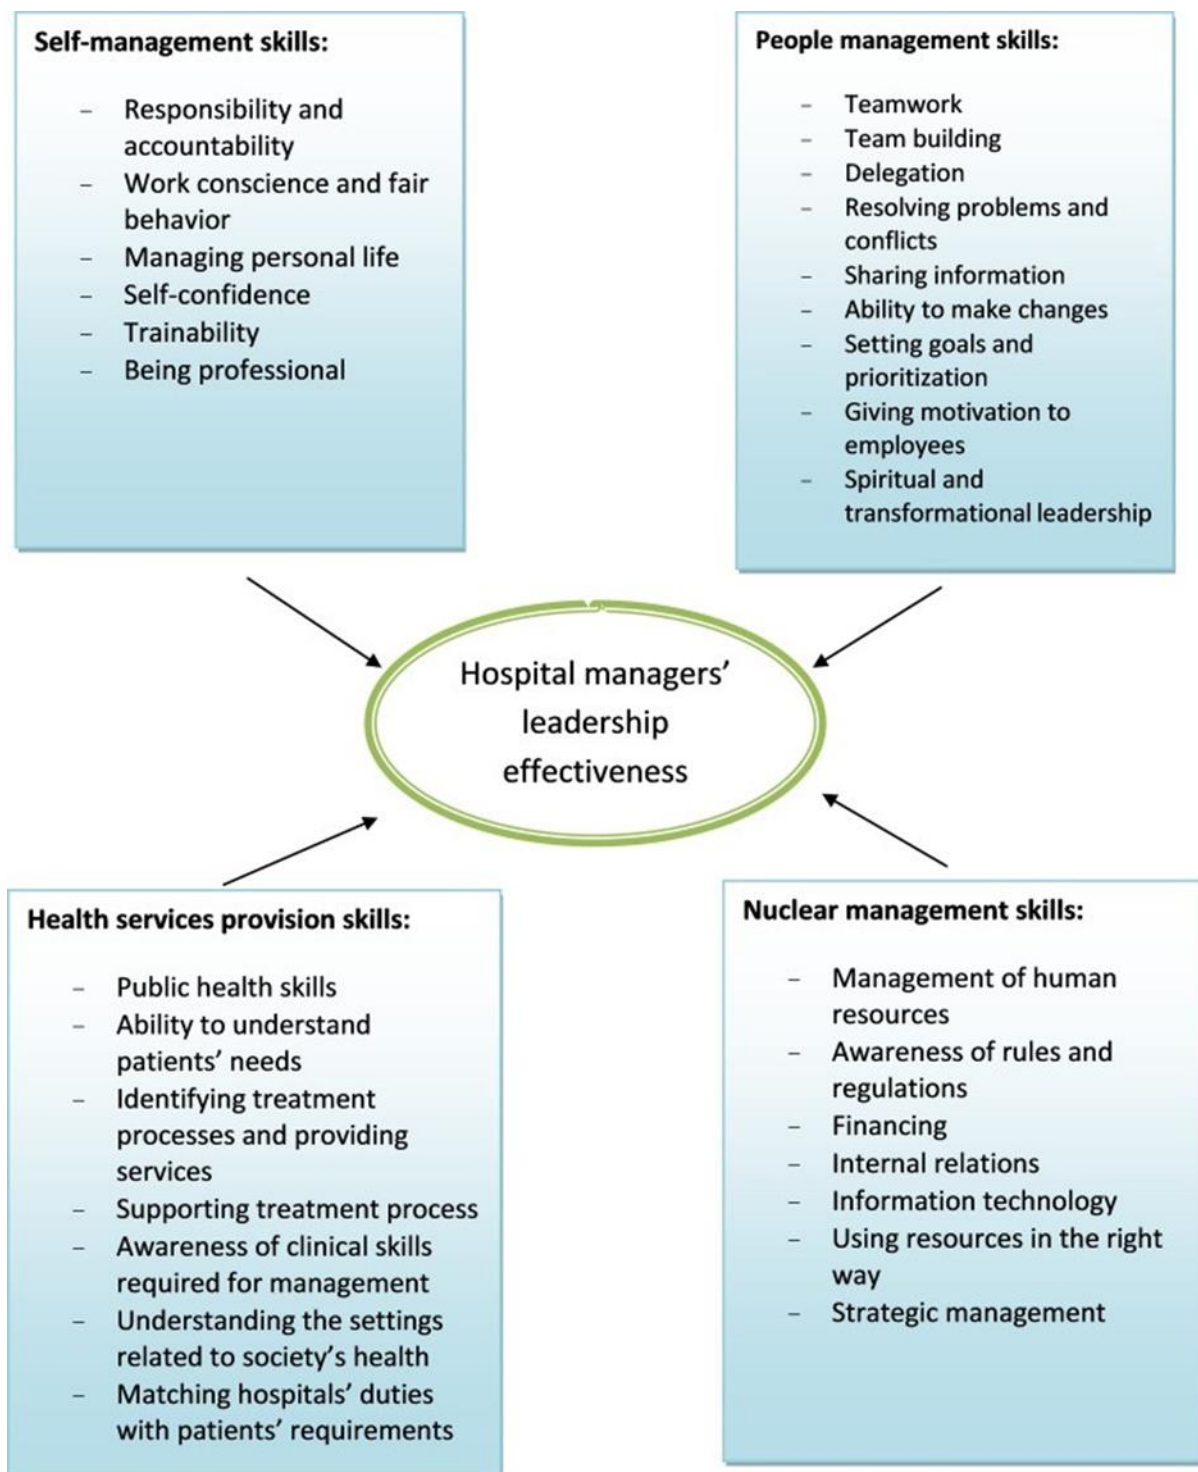 Self-management skills:
– Responsibility and
accountability
– Work conscience and fair
behavior
– Managing personal life
– Self-confidence
– Trainability
– Being professional
People management skills:
– Teamwork
– Team building
– Delegation
– Resolving problems and
conflicts
– Sharing information
– Ability to make changes
– Setting goals and
prioritization
– Giving motivation to
employees
– Spiritual and
transformational leadership
Hospital managers’
leadership
effectiveness
Health services provision skills:
– Public health skills
– Ability to understand
patients’ needs
– Identifying treatment
processes and providing
services
– Supporting treatment process
– Awareness of clinical skills
required for management
– Understanding the settings
related to society’s health
– Matching hospitals’ duties
with patients’ requirements
Nuclear management skills:
– Management of human
resources
– Awareness of rules and
regulations
– Financing
– Internal relations
– Information technology
– Using resources in the right
way
– Strategic management